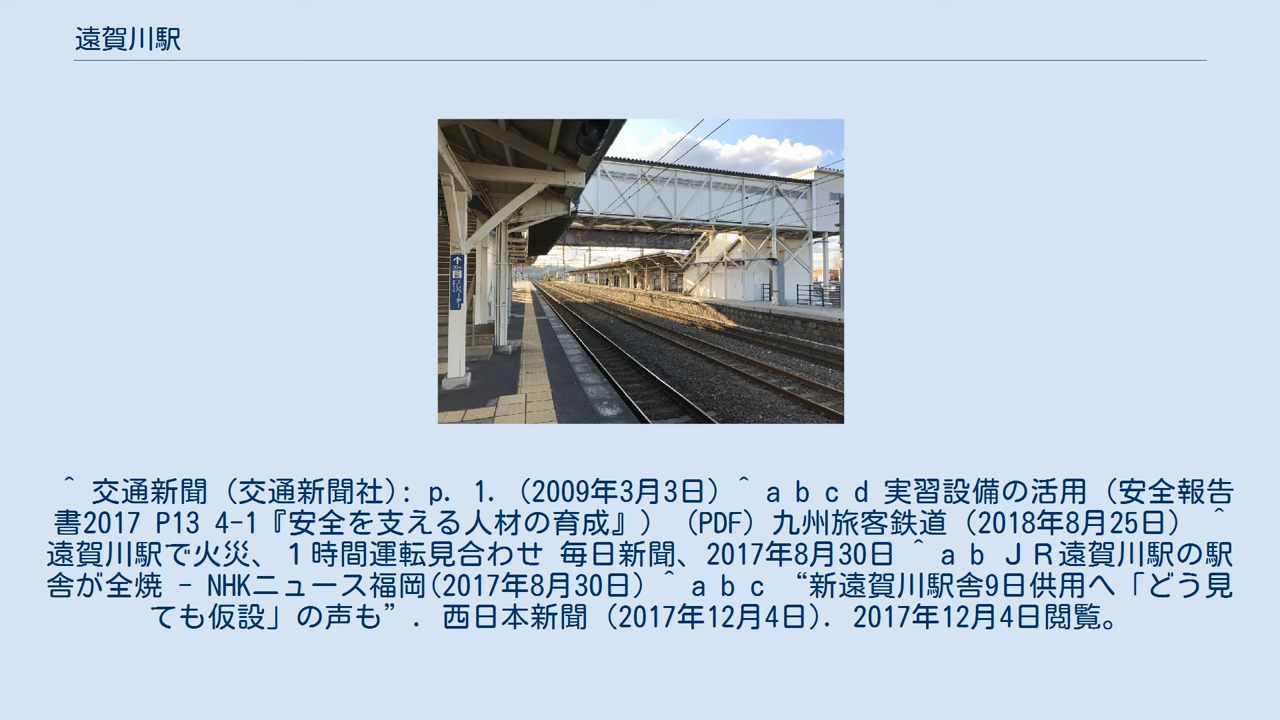 遠賀川駅
エレベーター
^ 交通新聞 (交通新聞社): p. 1. (2009年3月3日) ^ a b c d 実習設備の活用 (安全報告
書2017 P13 4-1『安全を支える人材の育成』) (PDF) 九州旅客鉄道 (2018年8月25日) ^
遠賀川駅で火災、１時間運転見合わせ 毎日新聞、2017年8月30日 ^ a b ＪＲ遠賀川駅の駅
舎が全焼 - NHKニュース福岡(2017年8月30日) ^ a b c “新遠賀川駅舎9日供用へ「どう見
ても仮設」の声も”. 西日本新聞 (2017年12月4日). 2017年12月4日閲覧。